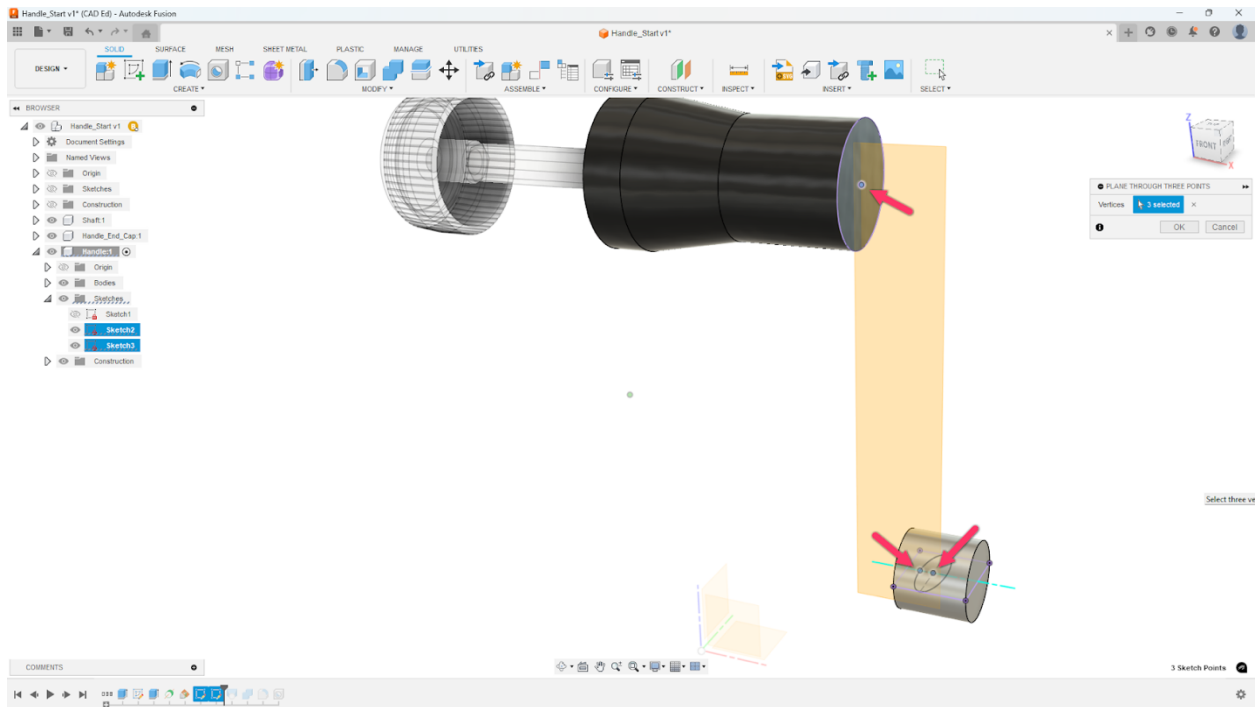 Handle_Start v1* (CAD Ed) - Autodesk Fusion
Handle_Start v1*
SOLID SURFACE MESH SHEET METAL PLASTIC MANAGE UTILITIES
DESIGN
CREATE MODIFY ASSEMBLE CONFIGURE CONSTRUCT INSPECT INSERT SELECT
BROWSER
Handle_Start v1
Document Settings
Named Views
Origin
Sketches
Construction
Shaft:1
Handle_End_Cap:1
Handle:1
Origin
Bodies
Sketches
Sketch1
Sketch2
Sketch3
Construction
Z
FRONT
X
PLANE THROUGH THREE POINTS
Vertices 3 selected
OK Cancel
Select three ve
COMMENTS
3 Sketch Points